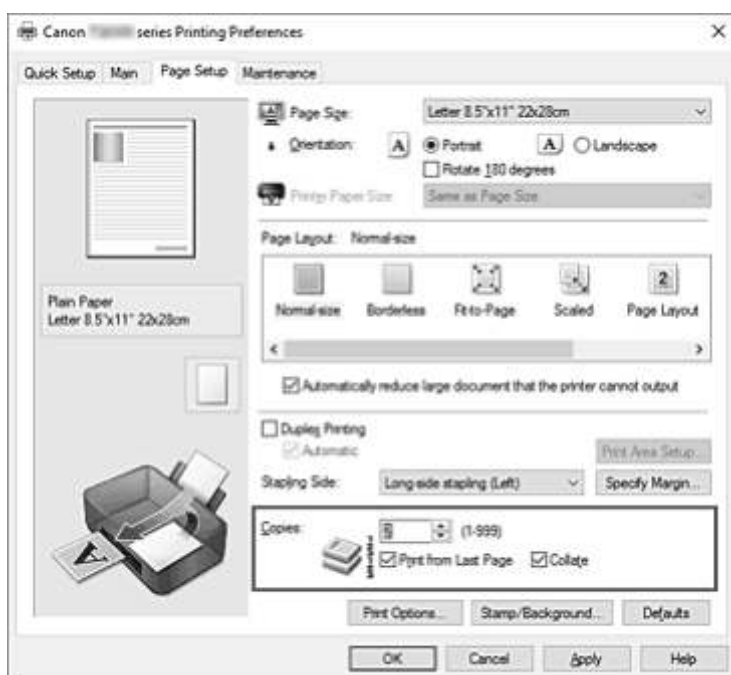 Canon series Printing Preferences
Quick Setup Main Page Setup Maintenance
Page Size: Letter 8.5"x11" 22x28cm
Orientation: A Portrait A Landscape
Rotate 180 degrees
Printer Paper Size: Same as Page Size
Page Layout: Normal-size
Normal-size Borderless Fit-to-Page Scaled 2 Page Layout
Plain Paper
Letter 8.5"x11" 22x28cm
Automatically reduce large document that the printer cannot output
Duplex Printing
Automatic
Print Area Setup...
Stapling Side: Long-side stapling (Left) Specify Margin...
Copies: (1-999)
Print from Last Page Collate
A
Print Options... Stamp/Background... Defaults
OK Cancel Apply Help